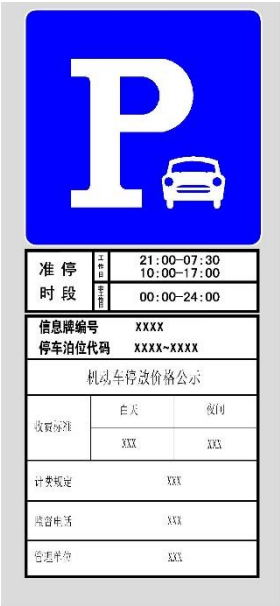 P
准停时段
工作日
21:00-07:30
10:00-17:00
非工作日
00:00-24:00
信息牌编号 XXXX
停车泊位代码 XXXX~XXXX
机动车停放价格公示
收费标准
白天 夜间
XXX XXX
计费规定 XXX
监督电话 XXX
管理单位 XXX